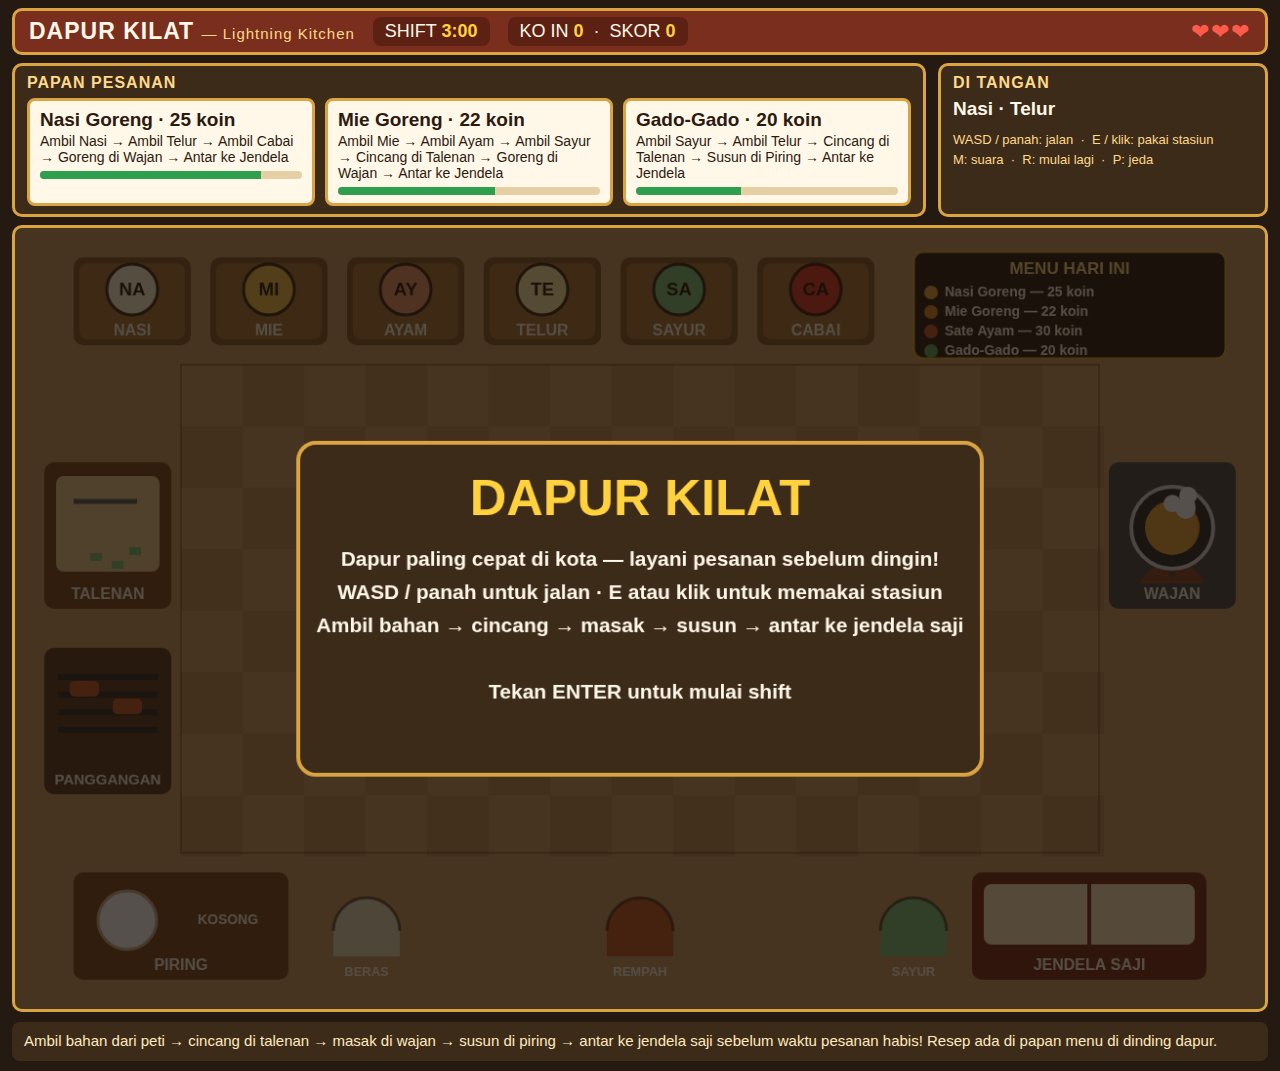 DAPUR KILAT — Lightning Kitchen
SHIFT 3:00
KO IN 0 · SKOR 0
❤❤❤
PAPAN PESANAN
Nasi Goreng · 25 koin
Ambil Nasi → Ambil Telur → Ambil Cabai
→ Goreng di Wajan → Antar ke Jendela
Mie Goreng · 22 koin
Ambil Mie → Ambil Ayam → Ambil Sayur
→ Cincang di Talenan → Goreng di
Wajan → Antar ke Jendela
Gado-Gado · 20 koin
Ambil Sayur → Ambil Telur → Cincang di
Talenan → Susun di Piring → Antar ke
Jendela
DI TANGAN
Nasi · Telur
WASD / panah: jalan · E / klik: pakai stasiun
M: suara · R: mulai lagi · P: jeda
NA
NASI
MI
MIE
AY
AYAM
TE
TELUR
SA
SAYUR
CA
CABAI
MENU HARI INI
Nasi Goreng — 25 koin
Mie Goreng — 22 koin
Sate Ayam — 30 koin
Gado-Gado — 20 koin
TALENAN
WAJAN
PANGGANGAN
DAPUR KILAT
Dapur paling cepat di kota — layani pesanan sebelum dingin!
WASD / panah untuk jalan · E atau klik untuk memakai stasiun
Ambil bahan → cincang → masak → susun → antar ke jendela saji
Tekan ENTER untuk mulai shift
KOSONG
PIRING
BERAS
REMPAH
SAYUR
JENDELA SAJI
Ambil bahan dari peti → cincang di talenan → masak di wajan → susun di piring → antar ke jendela saji sebelum waktu pesanan habis! Resep ada di papan menu di dinding dapur.